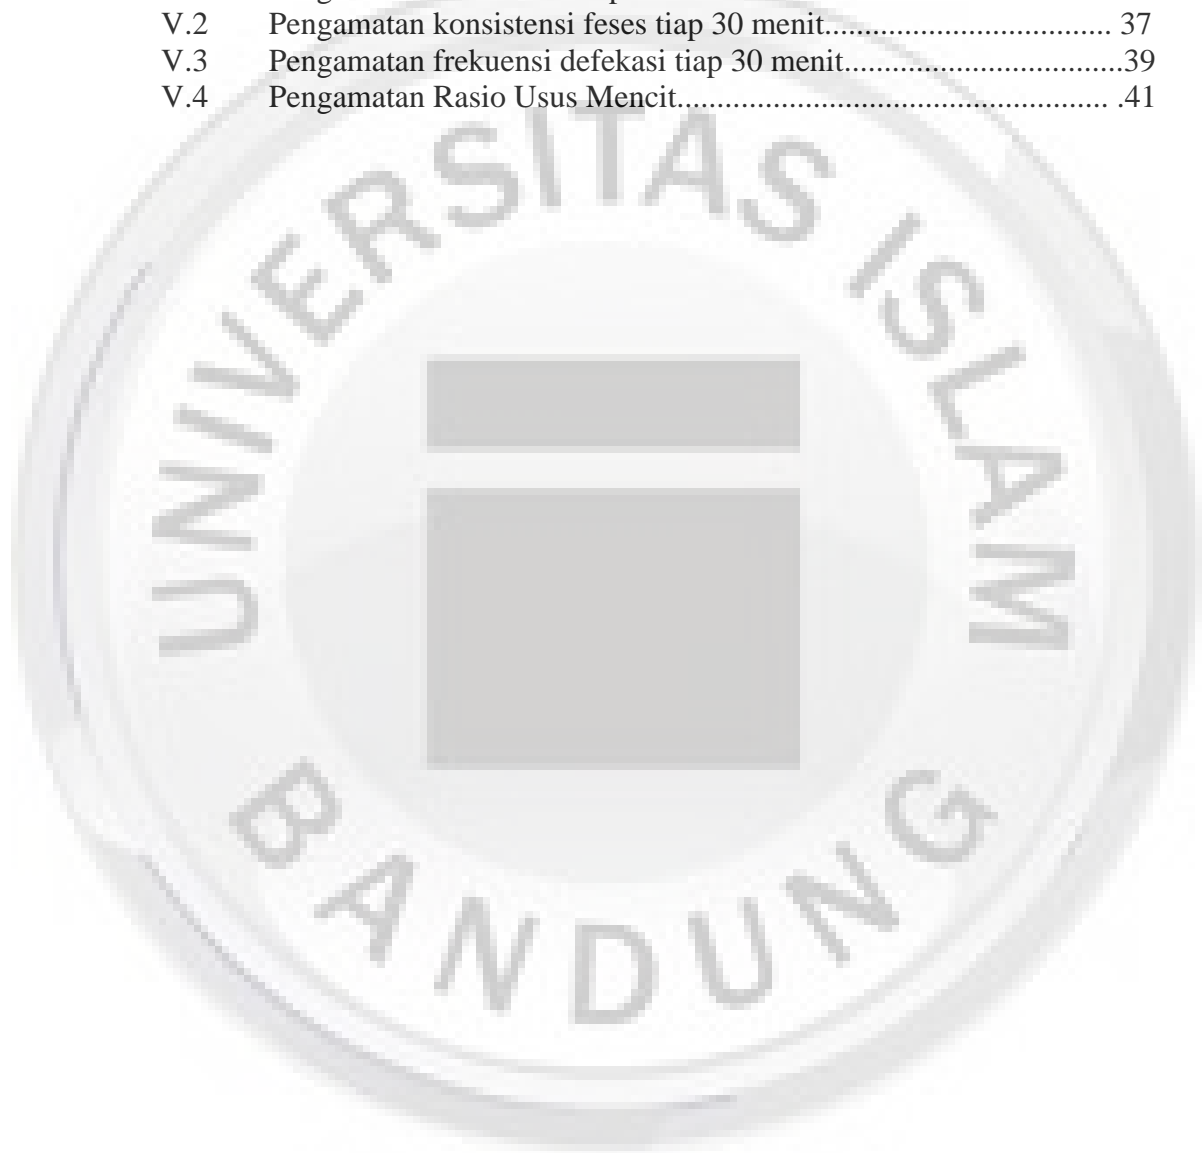 V.2 Pengamatan konsistensi feses tiap 30 menit.................................. 37
V.3 Pengamatan frekuensi defekasi tiap 30 menit.................................39
V.4 Pengamatan Rasio Usus Mencit................................................... .41
UNIVERSITAS ISLAM
BANDUNG